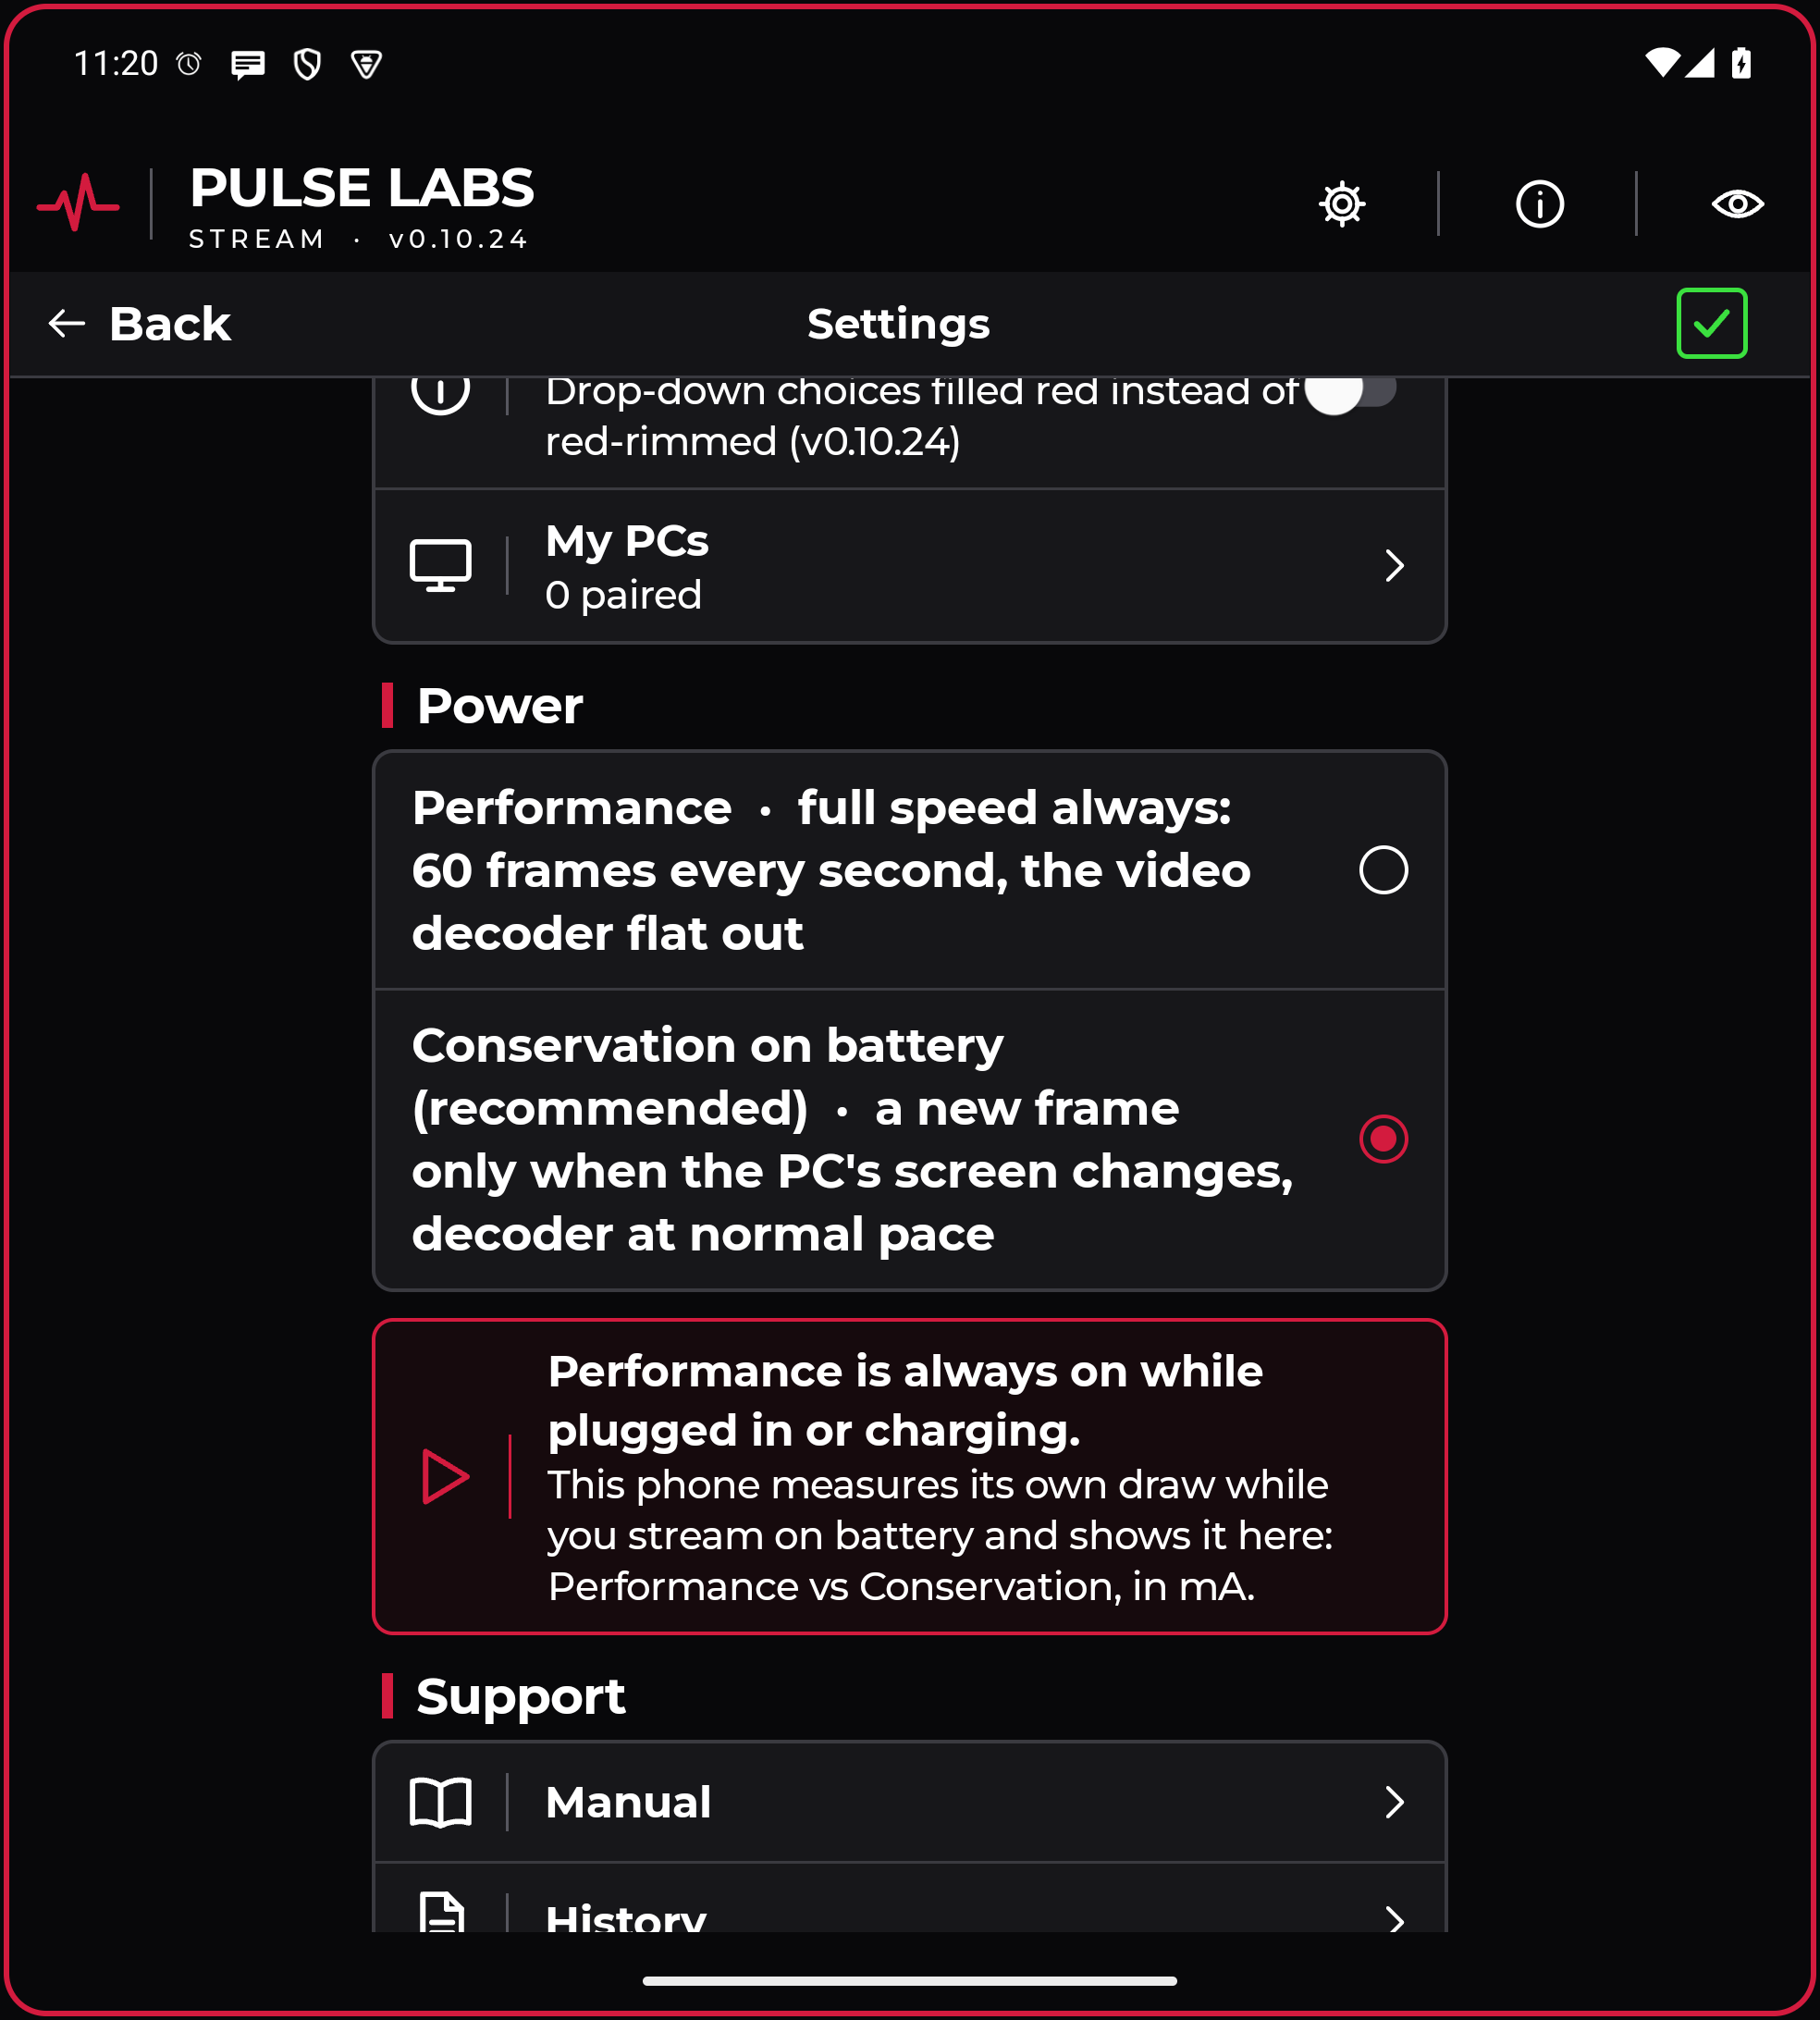 11:20
PULSE LABS
STREAM · v0.10.24
Back
Settings
Drop-down choices filled red instead of
red-rimmed (v0.10.24)
My PCs
0 paired
Power
Performance · full speed always:
60 frames every second, the video
decoder flat out
Conservation on battery
(recommended) · a new frame
only when the PC's screen changes,
decoder at normal pace
Performance is always on while
plugged in or charging.
This phone measures its own draw while
you stream on battery and shows it here:
Performance vs Conservation, in mA.
Support
Manual
History